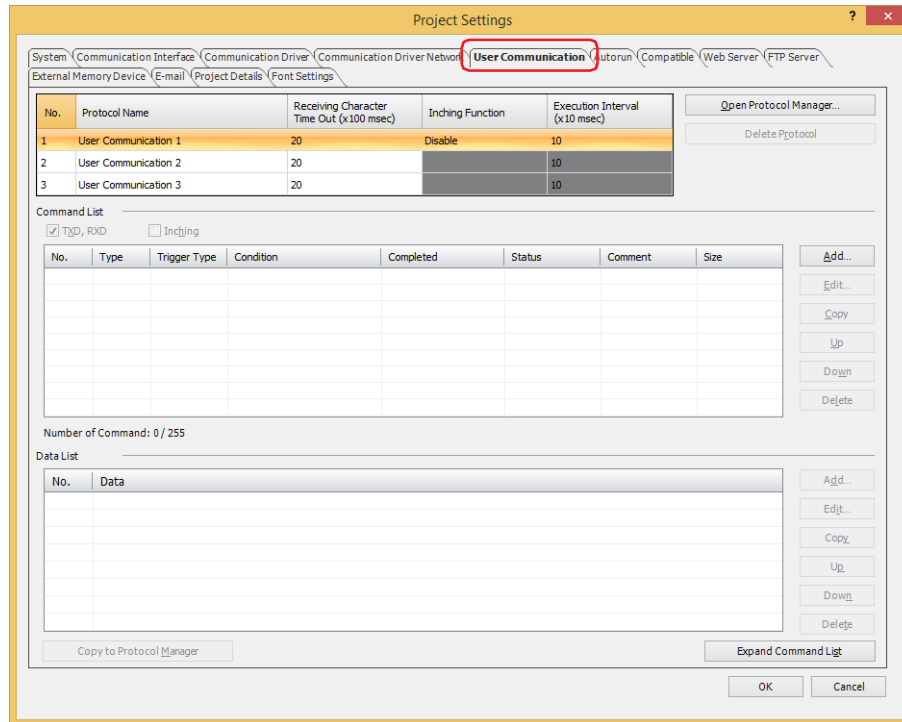 Project Settings
?
System Communication Interface Communication Driver Communication Driver Network User Communication Autorun Compatible Web Server FTP Server
External Memory Device E-mail Project Details Font Settings
No. Protocol Name Receiving Character Time Out (x100 msec) Inching Function Execution Interval (x10 msec)
Open Protocol Manager...
Delete Protocol
1 User Communication 1 20 Disable 10
2 User Communication 2 20 10
3 User Communication 3 20 10
Command List
TXD, RXD Inching
No. Type Trigger Type Condition Completed Status Comment Size
Add...
Edit...
Copy
Up
Down
Delete
Number of Command: 0 / 255
Data List
No. Data
Add...
Edit...
Copy
Up
Down
Delete
Copy to Protocol Manager
Expand Command List
OK Cancel